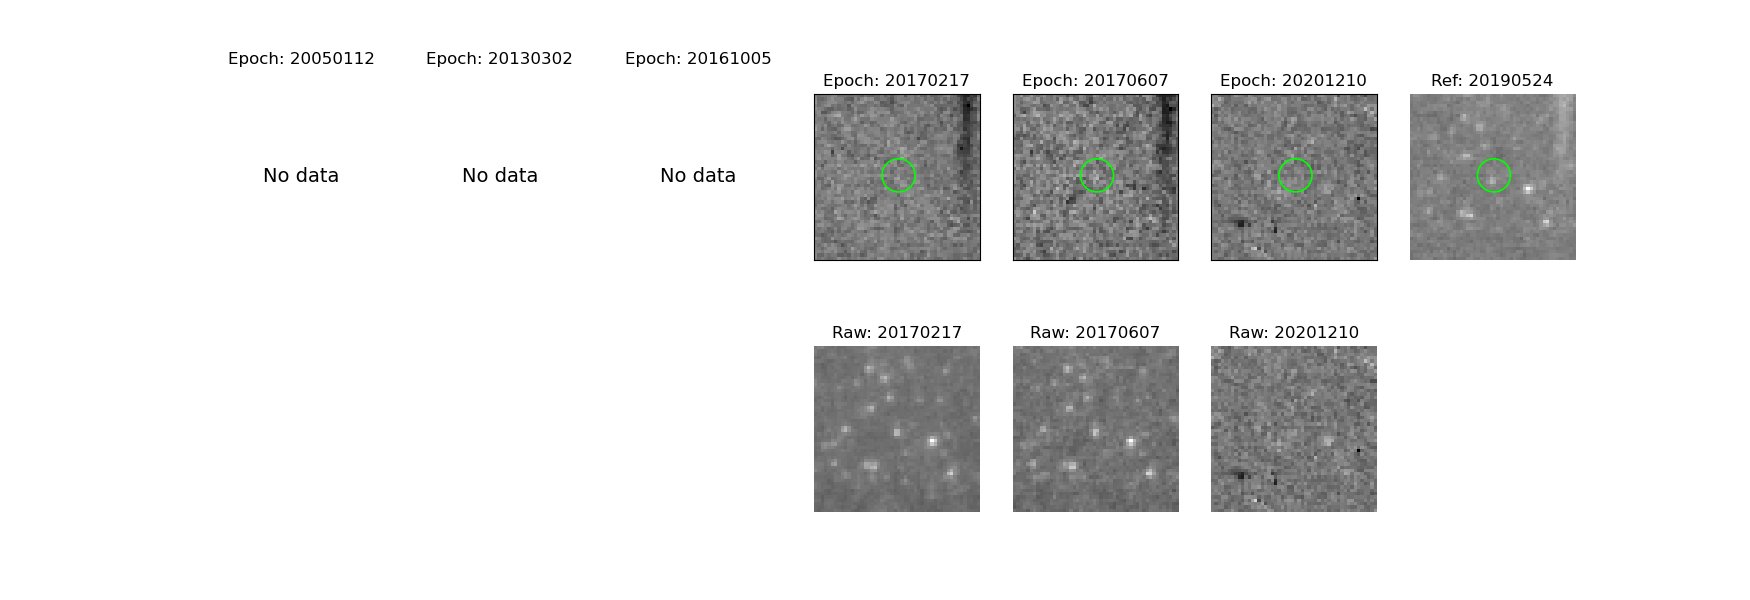 Epoch: 20050112
Epoch: 20130302
Epoch: 20161005
Epoch: 20170217
Epoch: 20170607
Epoch: 20201210
Ref: 20190524
No data
No data
No data
Raw: 20170217
Raw: 20170607
Raw: 20201210